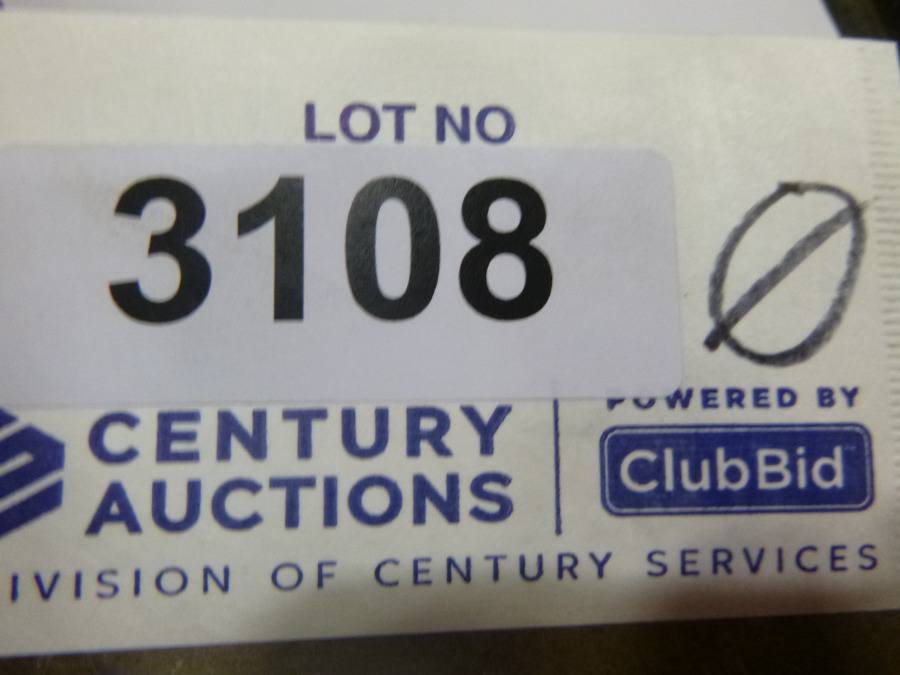 LOT NO
3108
Ø
CENTURY
AUCTIONS
POWERED BY
ClubBid
IVISION OF CENTURY SERVICES